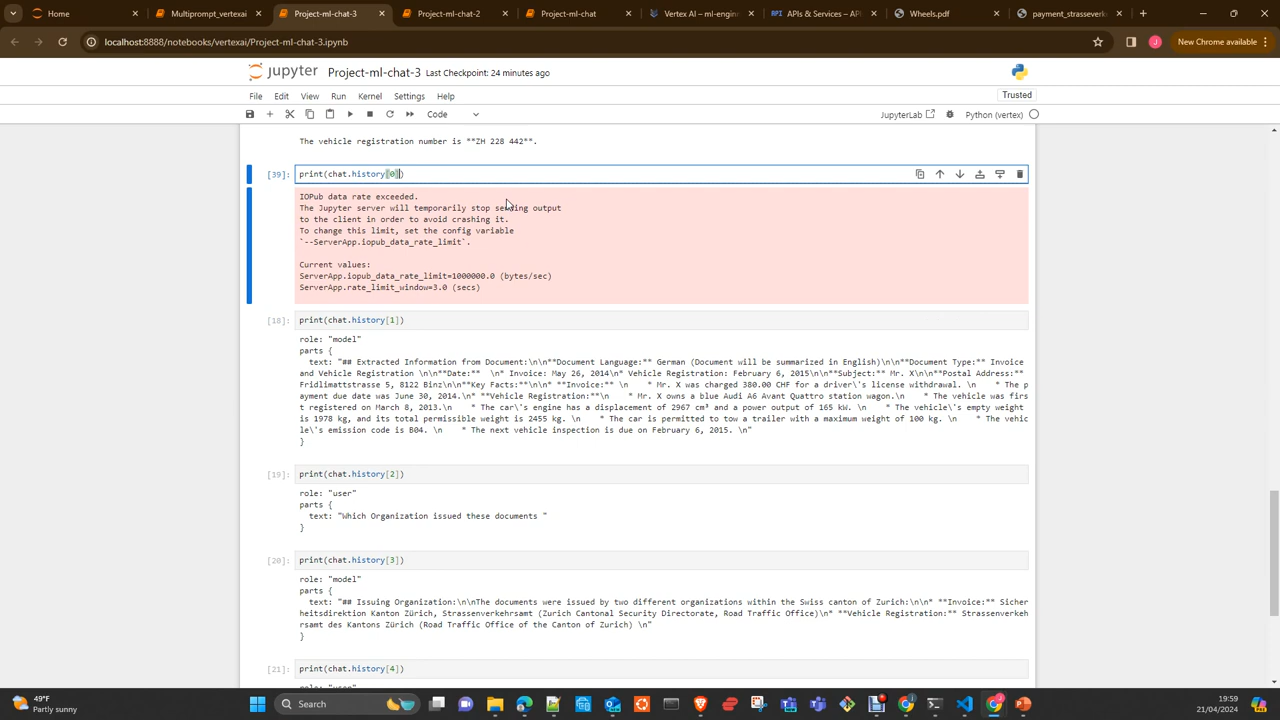 Home
Multiprompt_vertexai
Project-ml-chat-3
Project-ml-chat-2
Project-ml-chat
Vertex AI – ml-engin
APIs & Services – API
Wheels.pdf
payment_strasseverk
localhost:8888/notebooks/vertexai/Project-ml-chat-3.ipynb
New Chrome available
jupyter Project-ml-chat-3 Last Checkpoint: 24 minutes ago
File Edit View Run Kernel Settings Help
Trusted
Code
JupyterLab
Python (vertex)
The vehicle registration number is **ZH 228 442**.
[39]: print(chat.history[0])
IOPub data rate exceeded.
The Jupyter server will temporarily stop sending output
to the client in order to avoid crashing it.
To change this limit, set the config variable
`--ServerApp.iopub_data_rate_limit`.
Current values:
ServerApp.iopub_data_rate_limit=1000000.0 (bytes/sec)
ServerApp.rate_limit_window=3.0 (secs)
[18]: print(chat.history[1])
role: "model"
parts {
text: "## Extracted Information from Document:\n\n**Document Language:** German (Document will be summarized in English)\n\n**Document Type:** Invoice
and Vehicle Registration \n\n**Date:**  \n* Invoice: May 26, 2014\n* Vehicle Registration: February 6, 2015\n\n**Subject:** Mr. X\n\n**Postal Address:**
Fridlimattstrasse 5, 8122 Binz\n\n**Key Facts:**\n\n* **Invoice:** \n    * Mr. X was charged 380.00 CHF for a driver\'s license withdrawal. \n    * The p
ayment due date was June 30, 2014.\n* **Vehicle Registration:**\n    * Mr. X owns a blue Audi A6 Avant Quattro station wagon.\n    * The vehicle was firs
t registered on March 8, 2013.\n    * The car\'s engine has a displacement of 2967 cm³ and a power output of 165 kW. \n    * The vehicle\'s empty weight
is 1978 kg, and its total permissible weight is 2455 kg. \n    * The car is permitted to tow a trailer with a maximum weight of 100 kg. \n    * The vehic
le\'s emission code is B04. \n    * The next vehicle inspection is due on February 6, 2015. \n"
}
[19]: print(chat.history[2])
role: "user"
parts {
text: "Which Organization issued these documents "
}
[20]: print(chat.history[3])
role: "model"
parts {
text: "## Issuing Organization:\n\nThe documents were issued by two different organizations within the Swiss canton of Zurich:\n\n* **Invoice:** Sicher
heitsdirektion Kanton Zürich, Strassenverkehrsamt (Zurich Cantonal Security Directorate, Road Traffic Office)\n* **Vehicle Registration:** Strassenverkeh
rsamt des Kantons Zürich (Road Traffic Office of the Canton of Zurich) \n"
}
[21]: print(chat.history[4])
role: "user"
49°F
Partly sunny
Search
19:59
21/04/2024